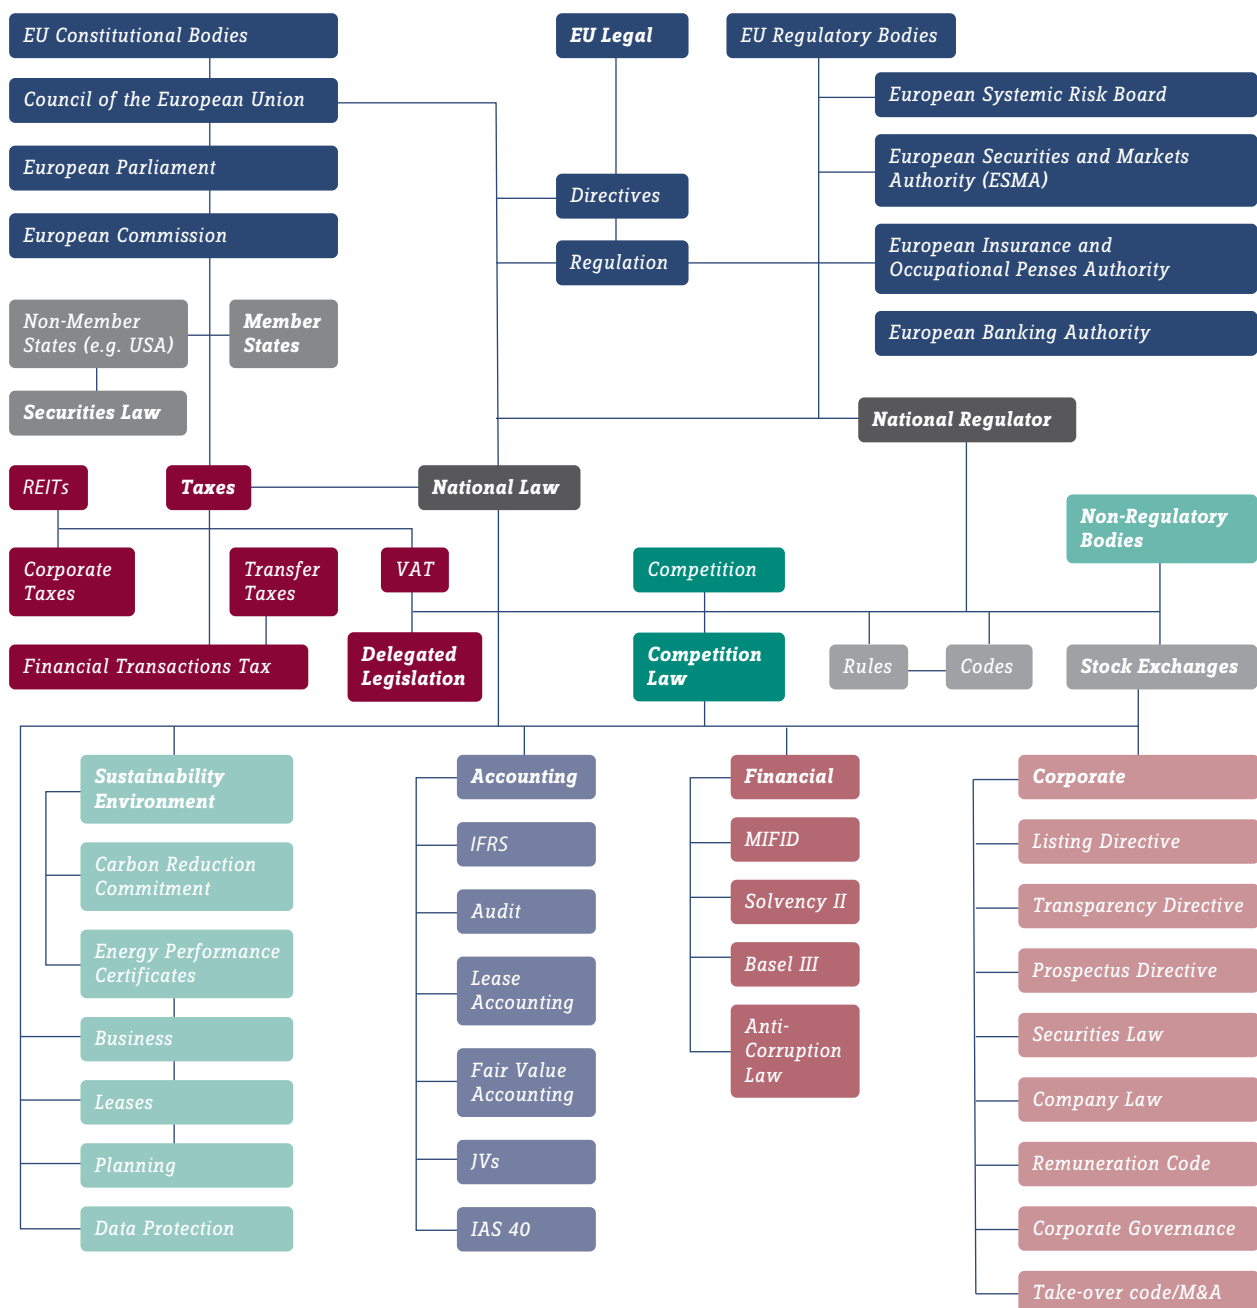 EU Constitutional Bodies
EU Legal
EU Regulatory Bodies
Council of the European Union
European Systemic Risk Board
European Parliament
European Securities and Markets
Authority (ESMA)
Directives
European Commission
Regulation
European Insurance and
Occupational Penses Authority
European Banking Authority
Non-Member
States (e.g. USA)
Member
States
Securities Law
National Regulator
REITs
Taxes
National Law
Non-Regulatory
Bodies
Corporate
Taxes
Transfer
Taxes
VAT
Competition
Financial Transactions Tax
Delegated
Legislation
Competition
Law
Rules
Codes
Stock Exchanges
Sustainability
Environment
Carbon Reduction
Commitment
Energy Performance
Certificates
Business
Leases
Planning
Data Protection
Accounting
IFRS
Audit
Lease
Accounting
Fair Value
Accounting
JVs
IAS 40
Financial
MIFID
Solvency II
Basel III
Anti-
Corruption
Law
Corporate
Listing Directive
Transparency Directive
Prospectus Directive
Securities Law
Company Law
Remuneration Code
Corporate Governance
Take-over code/M&A